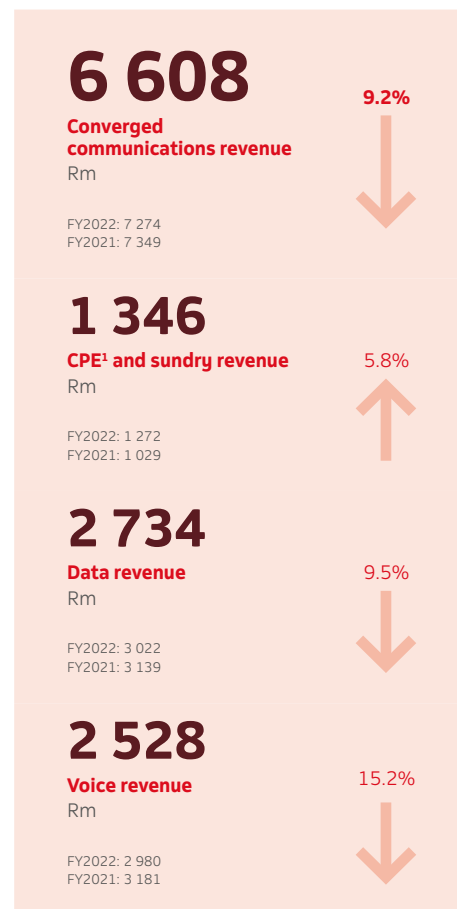 6 608
9.2%
Converged
communications revenue
Rm
FY2022: 7 274
FY2021: 7 349
1 346
CPE¹ and sundry revenue
5.8%
Rm
FY2022: 1 272
FY2021: 1 029
2 734
Data revenue
9.5%
Rm
FY2022: 3 022
FY2021: 3 139
2 528
Voice revenue
15.2%
Rm
FY2022: 2 980
FY2021: 3 181